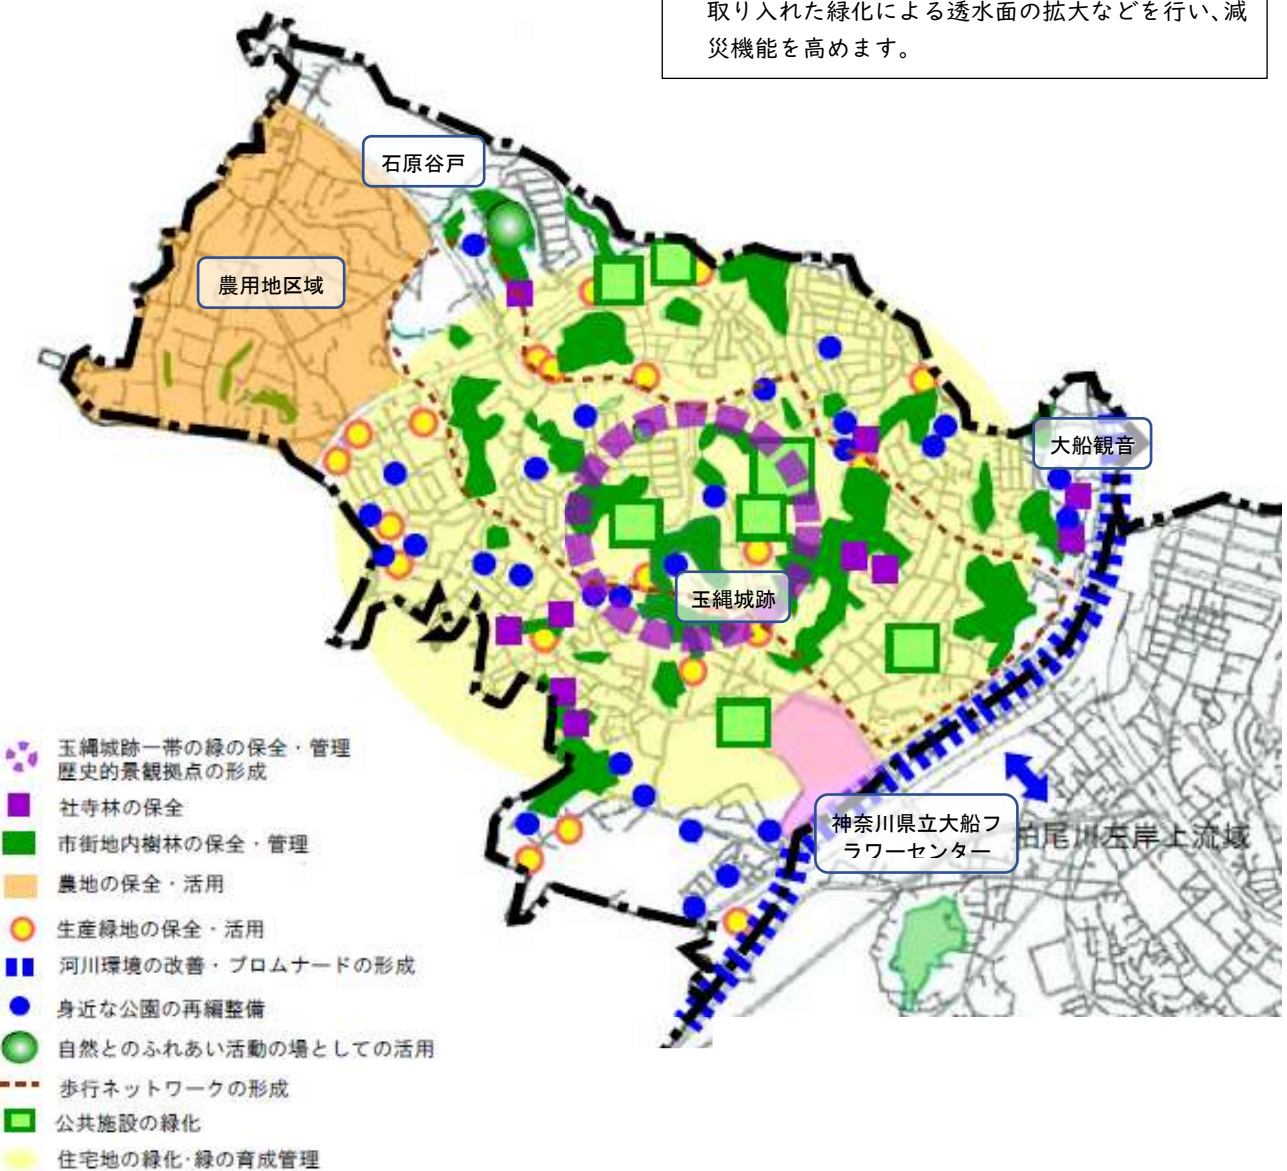 取り入れた緑化による透水面の拡大などを行い、減
災機能を高めます。
石原谷戸
農用地区域
大船観音
玉縄城跡
神奈川県立大船フ
ラワーセンター
柏尾川左岸上流域
玉縄城跡一帯の緑の保全・管理
歴史的景観拠点の形成
社寺林の保全
市街地内樹林の保全・管理
農地の保全・活用
生産緑地の保全・活用
河川環境の改善・プロムナードの形成
身近な公園の再編整備
自然とのふれあい活動の場としての活用
歩行ネットワークの形成
公共施設の緑化
住宅地の緑化・緑の育成管理